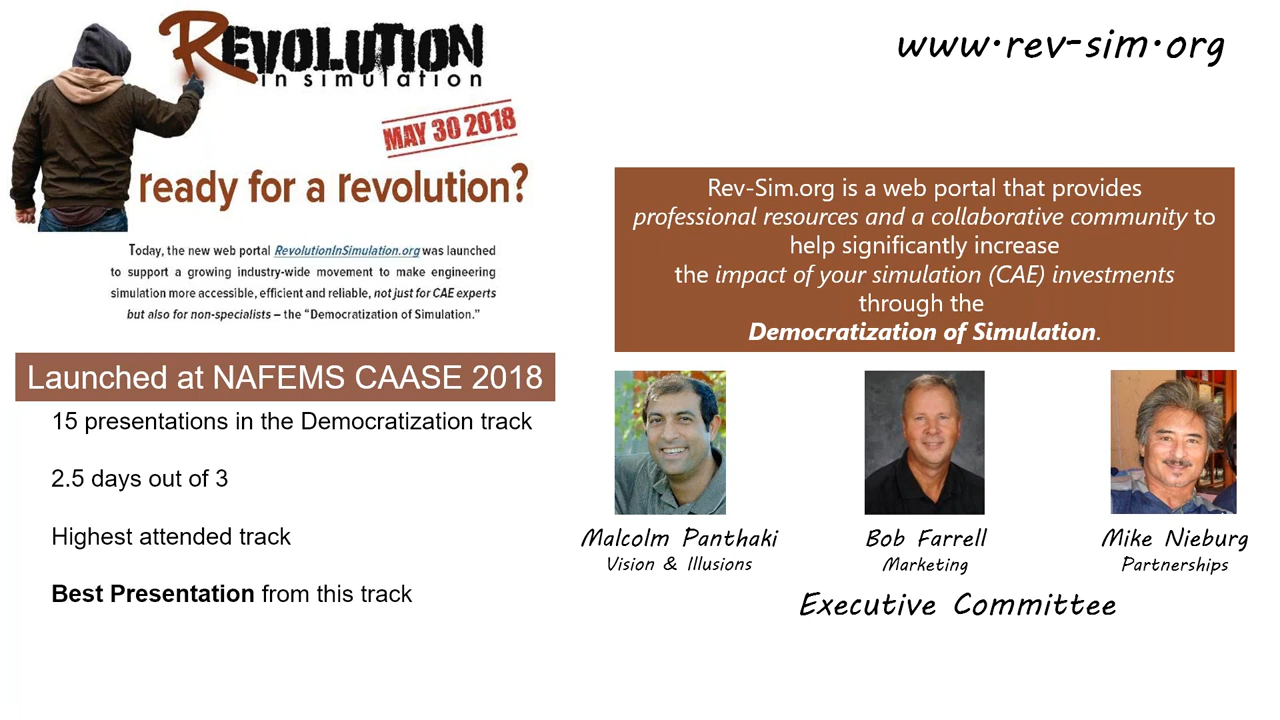 REVOLUTION
in simulation
MAY 30 2018
ready for a revolution?
Today, the new web portal RevolutionInSimulation.org was launched
to support a growing industry-wide movement to make engineering
simulation more accessible, efficient and reliable, not just for CAE experts
but also for non-specialists – the “Democratization of Simulation.”
Launched at NAFEMS CAASE 2018
15 presentations in the Democratization track
2.5 days out of 3
Highest attended track
Best Presentation from this track
www.rev-sim.org
Rev-Sim.org is a web portal that provides
professional resources and a collaborative community to
help significantly increase
the impact of your simulation (CAE) investments
through the
Democratization of Simulation.
Malcolm Panthaki
Vision & Illusions
Bob Farrell
Marketing
Mike Nieburg
Partnerships
Executive Committee